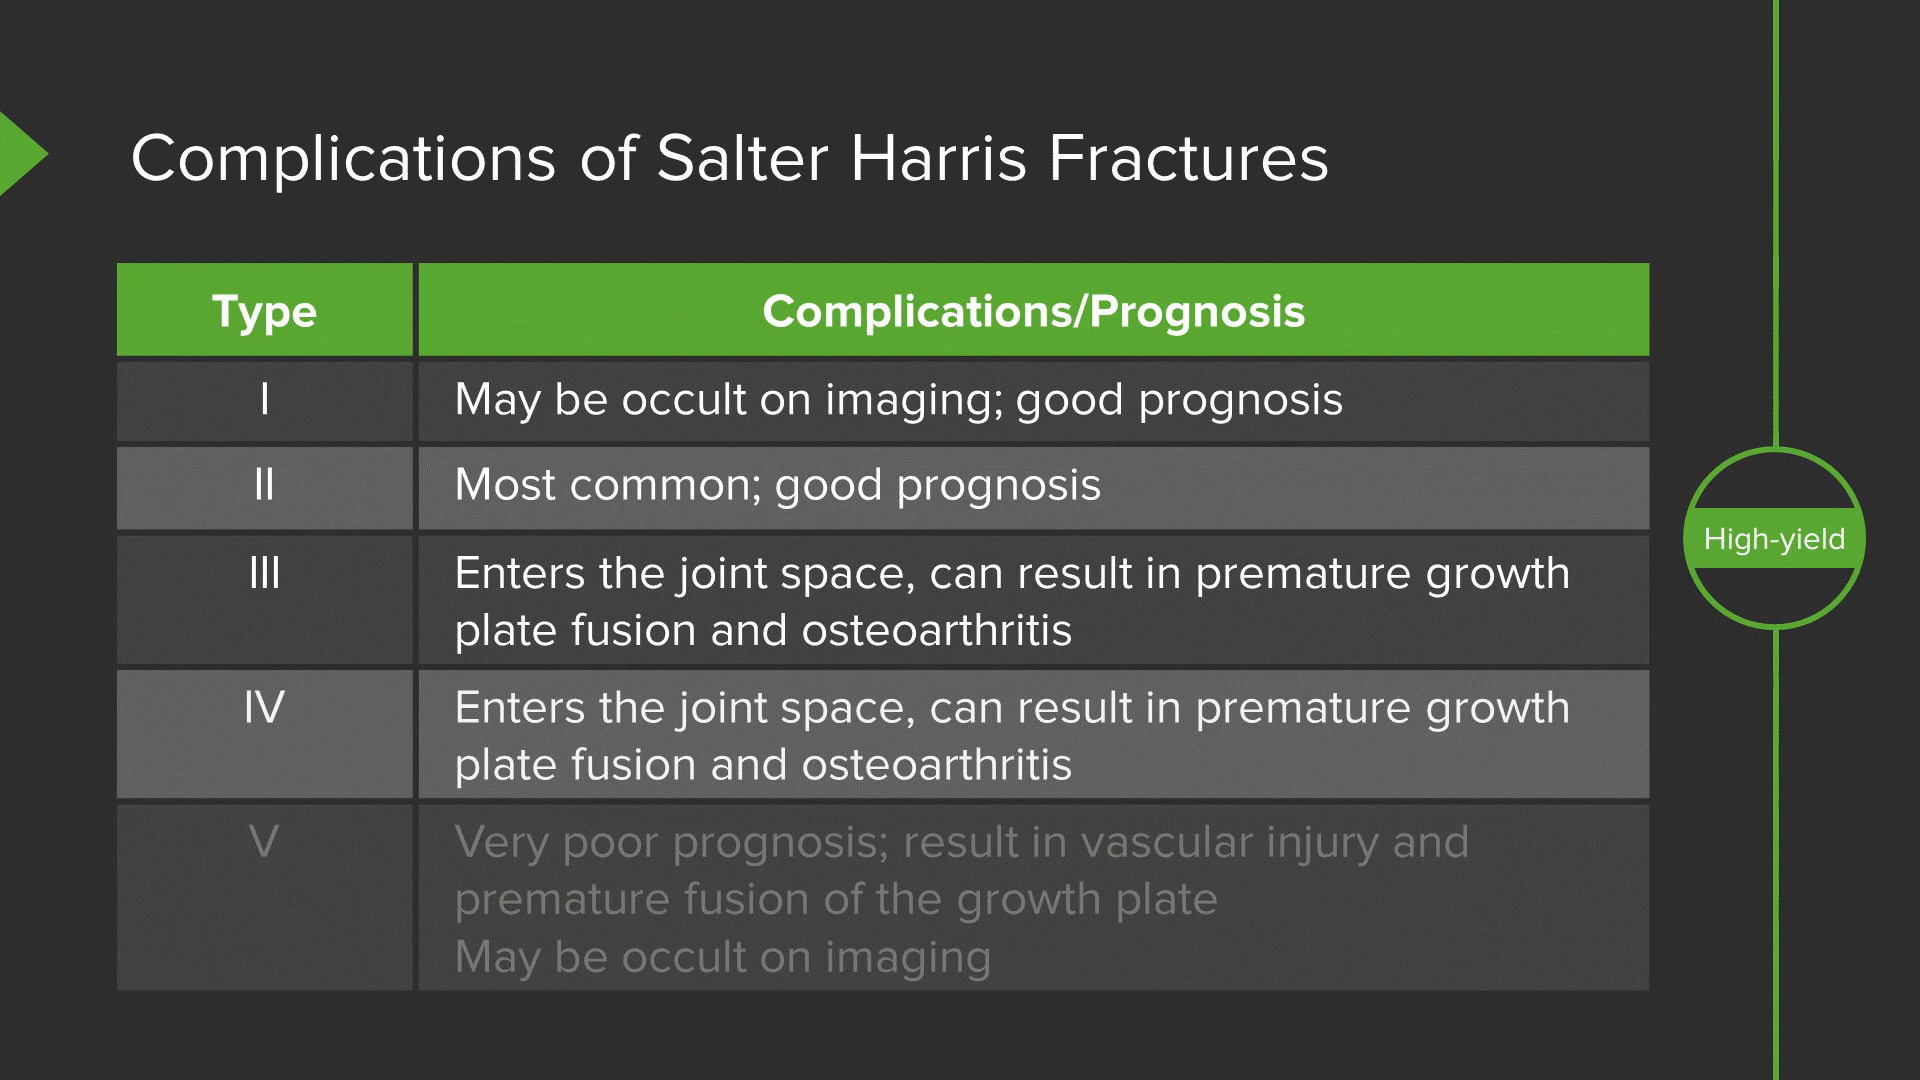 Complications of Salter Harris Fractures
Type
Complications/Prognosis
I
May be occult on imaging; good prognosis
II
Most common; good prognosis
III
Enters the joint space, can result in premature growth
plate fusion and osteoarthritis
IV
Enters the joint space, can result in premature growth
plate fusion and osteoarthritis
V
Very poor prognosis; result in vascular injury and
premature fusion of the growth plate
May be occult on imaging
High-yield